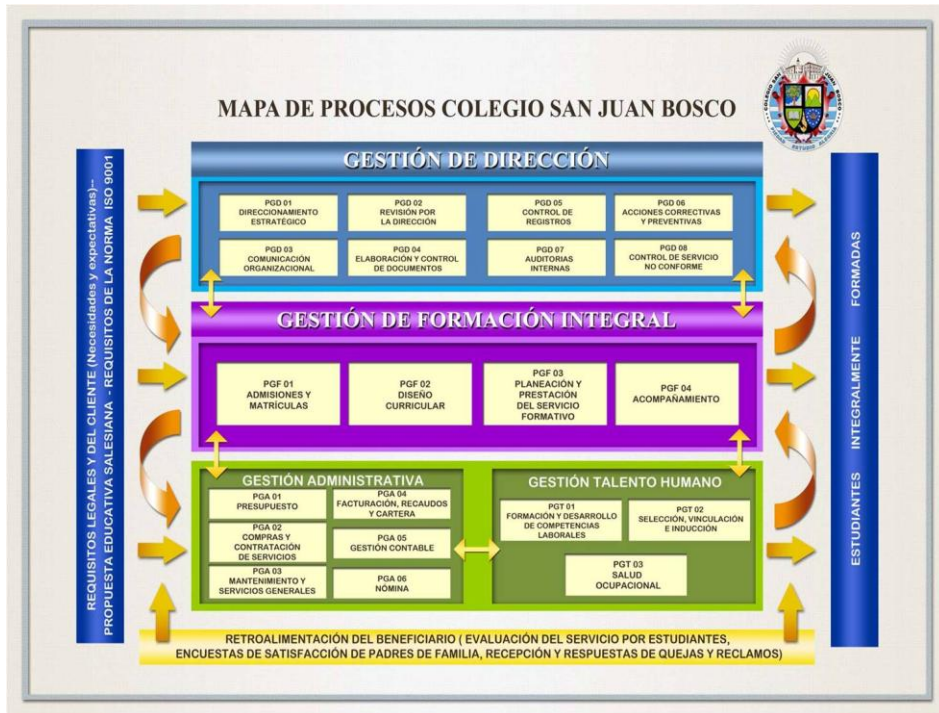 MAPA DE PROCESOS COLEGIO SAN JUAN BOSCO
COLEGIO SAN JUAN BOSCO
PIEDAD ESTUDIO ALEGRIA
REQUISITOS LEGALES Y DEL CLIENTE (Necesidades y expectativas)--
PROPUESTA EDUCATIVA SALESIANA - REQUISITOS DE LA NORMA ISO 9001
GESTIÓN DE DIRECCIÓN
PGD 01
DIRECCIONAMIENTO
ESTRATÉGICO
PGD 02
REVISIÓN POR
LA DIRECCIÓN
PGD 05
CONTROL DE
REGISTROS
PGD 06
ACCIONES CORRECTIVAS
Y PREVENTIVAS
PGD 03
COMUNICACIÓN
ORGANIZACIONAL
PGD 04
ELABORACIÓN Y CONTROL
DE DOCUMENTOS
PGD 07
AUDITORIAS
INTERNAS
PGD 08
CONTROL DE SERVICIO
NO CONFORME
GESTIÓN DE FORMACIÓN INTEGRAL
PGF 01
ADMISIONES Y
MATRÍCULAS
PGF 02
DISEÑO
CURRICULAR
PGF 03
PLANEACIÓN Y
PRESTACIÓN
DEL SERVICIO
FORMATIVO
PGF 04
ACOMPAÑAMIENTO
GESTIÓN ADMINISTRATIVA
PGA 01
PRESUPUESTO
PGA 04
FACTURACIÓN, RECAUDOS
Y CARTERA
PGA 02
COMPRAS Y
CONTRATACIÓN
DE SERVICIOS
PGA 05
GESTIÓN CONTABLE
PGA 03
MANTENIMIENTO Y
SERVICIOS GENERALES
PGA 06
NÓMINA
GESTIÓN TALENTO HUMANO
PGT 01
FORMACIÓN Y DESARROLLO
DE COMPETENCIAS
LABORALES
PGT 02
SELECCIÓN, VINCULACIÓN
E INDUCCIÓN
PGT 03
SALUD
OCUPACIONAL
ESTUDIANTES INTEGRALMENTE FORMADAS
RETROALIMENTACIÓN DEL BENEFICIARIO ( EVALUACIÓN DEL SERVICIO POR ESTUDIANTES,
ENCUESTAS DE SATISFACCIÓN DE PADRES DE FAMILIA, RECEPCIÓN Y RESPUESTAS DE QUEJAS Y RECLAMOS)